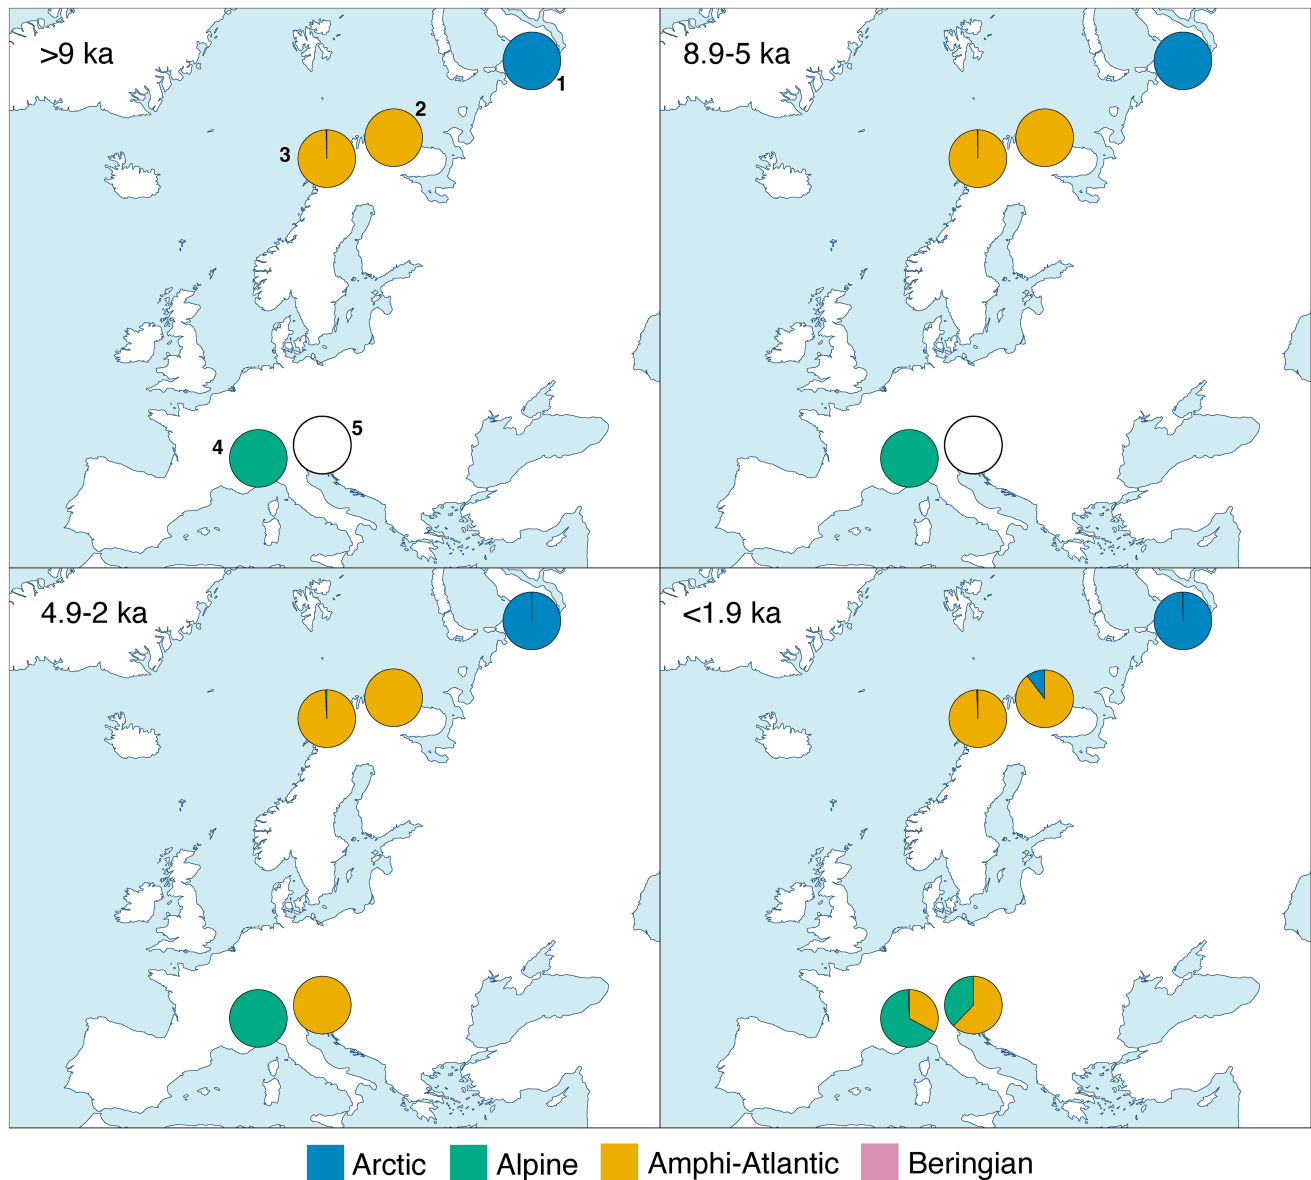 >9 ka
1
2
3
4
5
8.9-5 ka
4.9-2 ka
<1.9 ka
Arctic Alpine Amphi-Atlantic Beringian